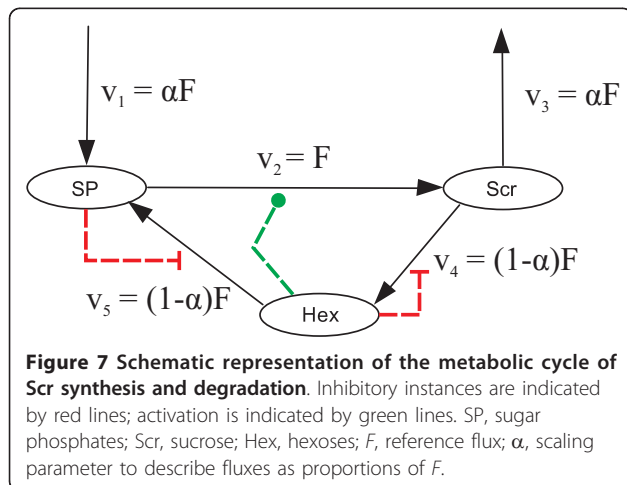 v₁ = αF
v₃ = αF
v₂ = F
SP
Scr
v₄ = (1-α)F
v₅ = (1-α)F
Hex
Figure 7 Schematic representation of the metabolic cycle of
Scr synthesis and degradation. Inhibitory instances are indicated
by red lines; activation is indicated by green lines. SP, sugar
phosphates; Scr, sucrose; Hex, hexoses; F, reference flux; α, scaling
parameter to describe fluxes as proportions of F.